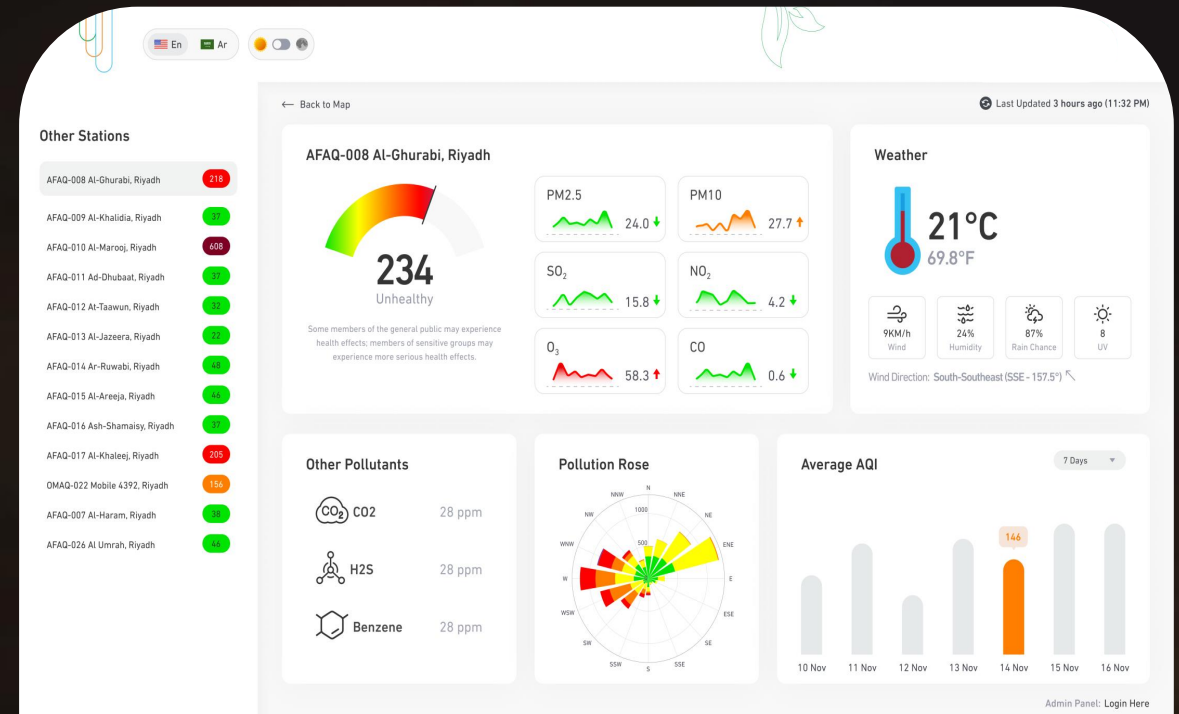 En
Ar
← Back to Map
Last Updated 3 hours ago (11:32 PM)
Other Stations
AFAQ-008 Al-Ghurabi, Riyadh 218
AFAQ-009 Al-Khalidia, Riyadh 37
AFAQ-010 Al-Marooj, Riyadh 608
AFAQ-011 Ad-Dhubaat, Riyadh 37
AFAQ-012 At-Taawun, Riyadh 32
AFAQ-013 Al-Jazeera, Riyadh 22
AFAQ-014 Ar-Ruwabi, Riyadh 48
AFAQ-015 Al-Areeja, Riyadh 46
AFAQ-016 Ash-Shamaisy, Riyadh 37
AFAQ-017 Al-Khaleej, Riyadh 205
OMAQ-022 Mobile 4392, Riyadh 156
AFAQ-007 Al-Haram, Riyadh 38
AFAQ-026 Al Umrah, Riyadh 46
AFAQ-008 Al-Ghurabi, Riyadh
234
Unhealthy
Some members of the general public may experience
health effects; members of sensitive groups may
experience more serious health effects.
PM2.5
24.0
PM10
27.7
SO₂
15.8
NO₂
4.2
O₃
58.3
CO
0.6
Weather
21°C
69.8°F
9KM/h
Wind
24%
Humidity
87%
Rain Chance
8
UV
Wind Direction: South-Southeast (SSE - 157.5°)
Other Pollutants
CO₂ CO2 28 ppm
H2S 28 ppm
Benzene 28 ppm
Pollution Rose
N
NNE
NE
ENE
E
ESE
SE
SSE
S
SSW
SW
WSW
W
WNW
NW
NNW
1000
500
Average AQI
7 Days
146
10 Nov
11 Nov
12 Nov
13 Nov
14 Nov
15 Nov
16 Nov
Admin Panel: Login Here